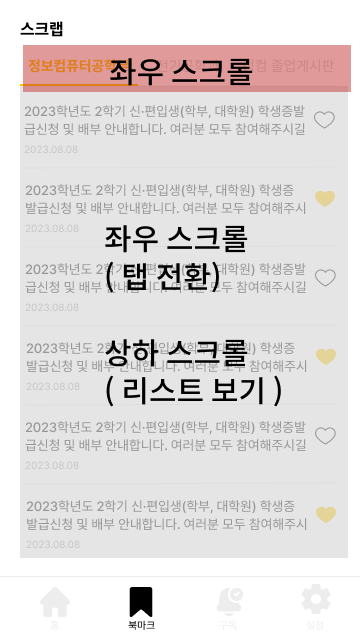 스크랩
정보컴퓨터공학
컴 졸업게시판
좌우 스크롤
2023학년도 2학기 신·편입생(학부, 대학원) 학생증발
급신청 및 배부 안내합니다. 여러분 모두 참여해주시길
2023.08.08
2023학년도 2학기 신·편입생(학부, 대학원) 학생증
발급신청 및 배부 안내합니다. 여러분 모두 참여해주시
2023.08.08
좌우 스크롤
( 탭 전환)
2023학년도 2학기 신·편입생(학부, 대학원) 학생증발
급신청 및 배부 안내합니다. 여러분 모두 참여해주시길
2023.08.08
상하 스크롤
( 리스트 보기 )
2023학년도 2학기 신·편입생(학부, 대학원) 학생증
발급신청 및 배부 안내합니다. 여러분 모두 참여해주시
2023.08.08
2023학년도 2학기 신·편입생(학부, 대학원) 학생증발
급신청 및 배부 안내합니다. 여러분 모두 참여해주시길
2023.08.08
2023학년도 2학기 신·편입생(학부, 대학원) 학생증
발급신청 및 배부 안내합니다. 여러분 모두 참여해주시
2023.08.08
홈 북마크 구독 설정